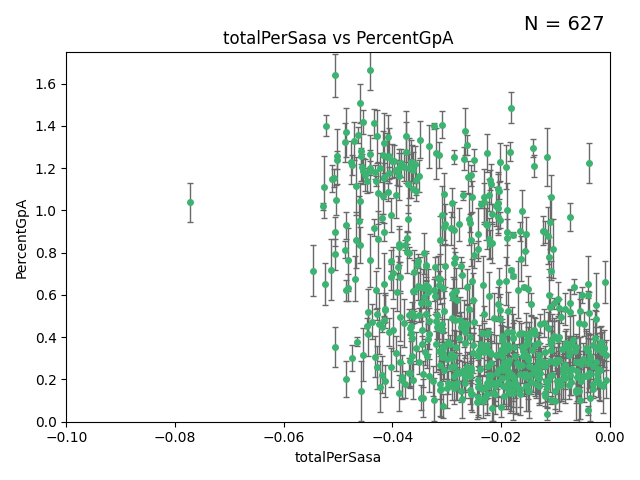 N = 627
totalPerSasa vs PercentGpA
PercentGpA
1.6
1.4
1.2
1.0
0.8
0.6
0.4
0.2
0.0
−0.10 −0.08 −0.06 −0.04 −0.02 0.00
totalPerSasa